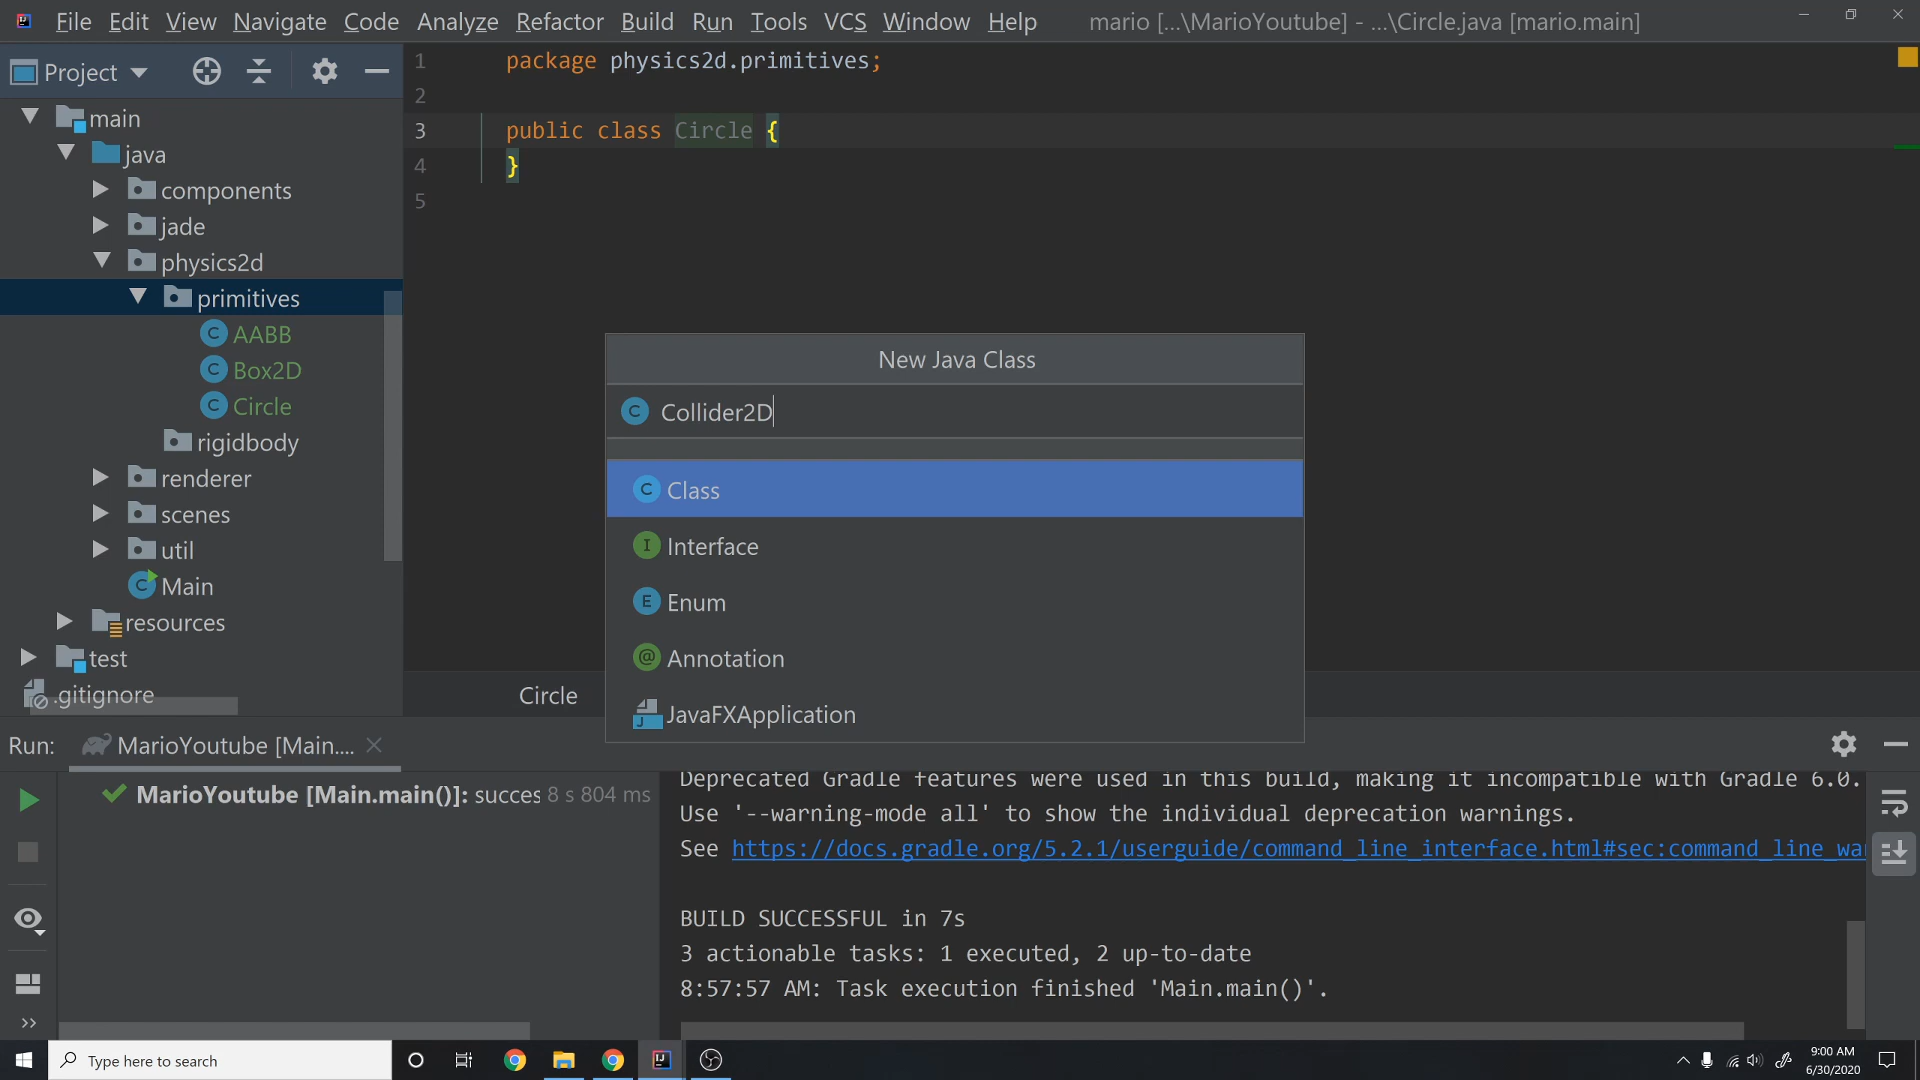 File Edit View Navigate Code Analyze Refactor Build Run Tools VCS Window Help mario [...\MarioYoutube] - ...\Circle.java [mario.main]
Project
main
java
components
jade
physics2d
primitives
AABB
Box2D
Circle
rigidbody
renderer
scenes
util
Main
resources
test
.gitignore
1 package physics2d.primitives;
2
3 public class Circle {
4 }
5
New Java Class
Collider2D
Class
Interface
Enum
Annotation
JavaFXApplication
Circle
Run: MarioYoutube [Main....
MarioYoutube [Main.main()]: succes 8 s 804 ms
Deprecated Gradle features were used in this build, making it incompatible with Gradle 6.0.
Use '--warning-mode all' to show the individual deprecation warnings.
See https://docs.gradle.org/5.2.1/userguide/command_line_interface.html#sec:command_line_wa
BUILD SUCCESSFUL in 7s
3 actionable tasks: 1 executed, 2 up-to-date
8:57:57 AM: Task execution finished 'Main.main()'.
Type here to search
9:00 AM
6/30/2020